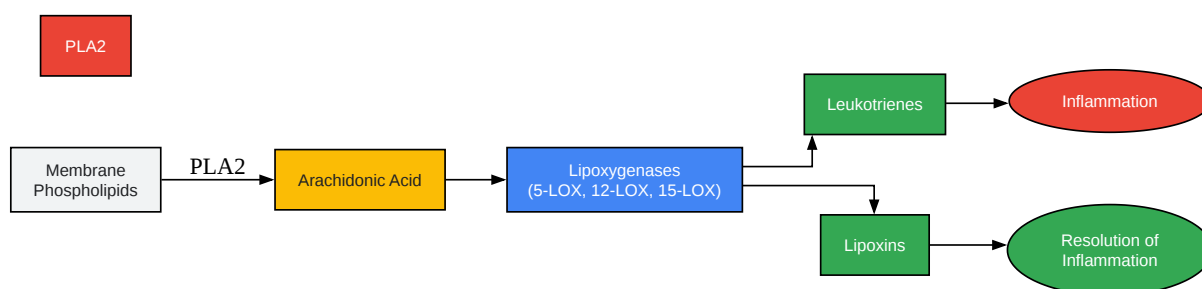 PLA2
Membrane
Phospholipids
PLA2
Arachidonic Acid
Lipoxygenases
(5-LOX, 12-LOX, 15-LOX)
Leukotrienes
Inflammation
Lipoxins
Resolution of
Inflammation